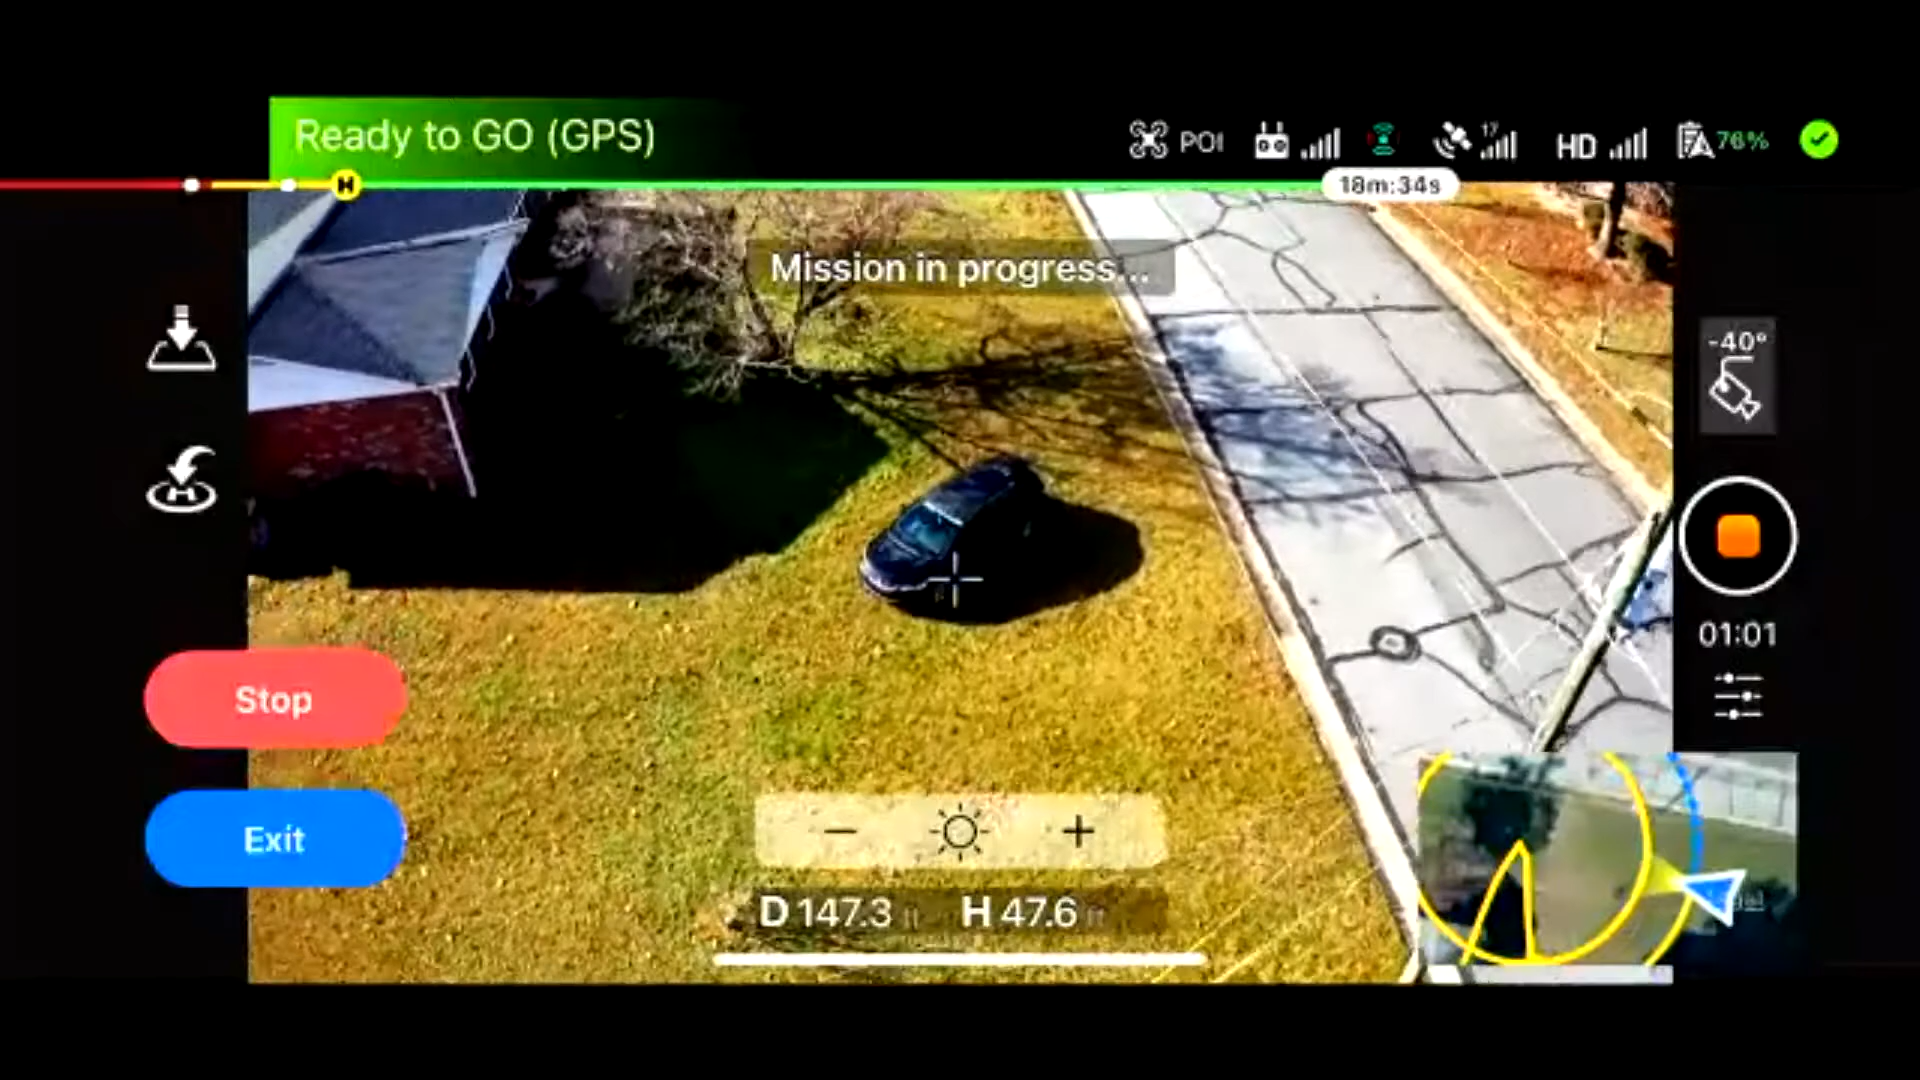 Ready to GO (GPS)
POI
17
HD
76%
18m:34s
H
Mission in progress...
-40°
H
01:01
Stop
Exit
D 147.3 ft H 47.6 ft